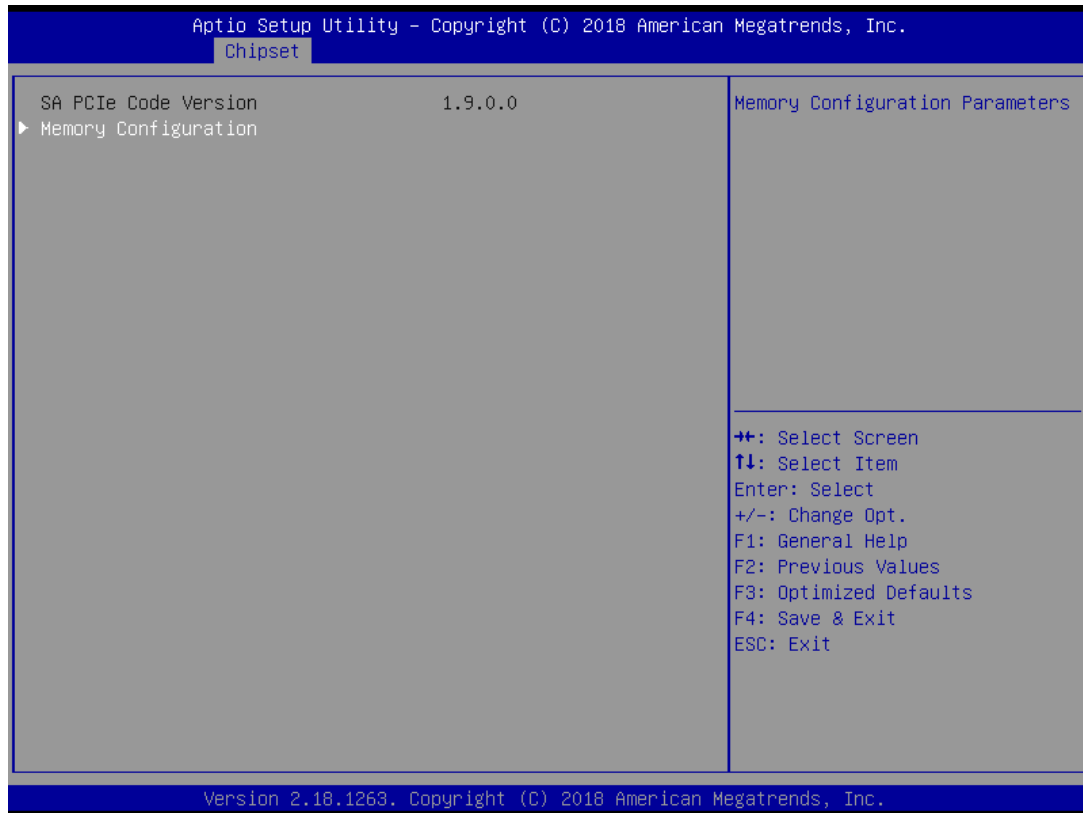 Aptio Setup Utility – Copyright (C) 2018 American Megatrends, Inc.
Chipset
SA PCIe Code Version 1.9.0.0
▶ Memory Configuration
Memory Configuration Parameters
→←: Select Screen
↑↓: Select Item
Enter: Select
+/-: Change Opt.
F1: General Help
F2: Previous Values
F3: Optimized Defaults
F4: Save & Exit
ESC: Exit
Version 2.18.1263. Copyright (C) 2018 American Megatrends, Inc.